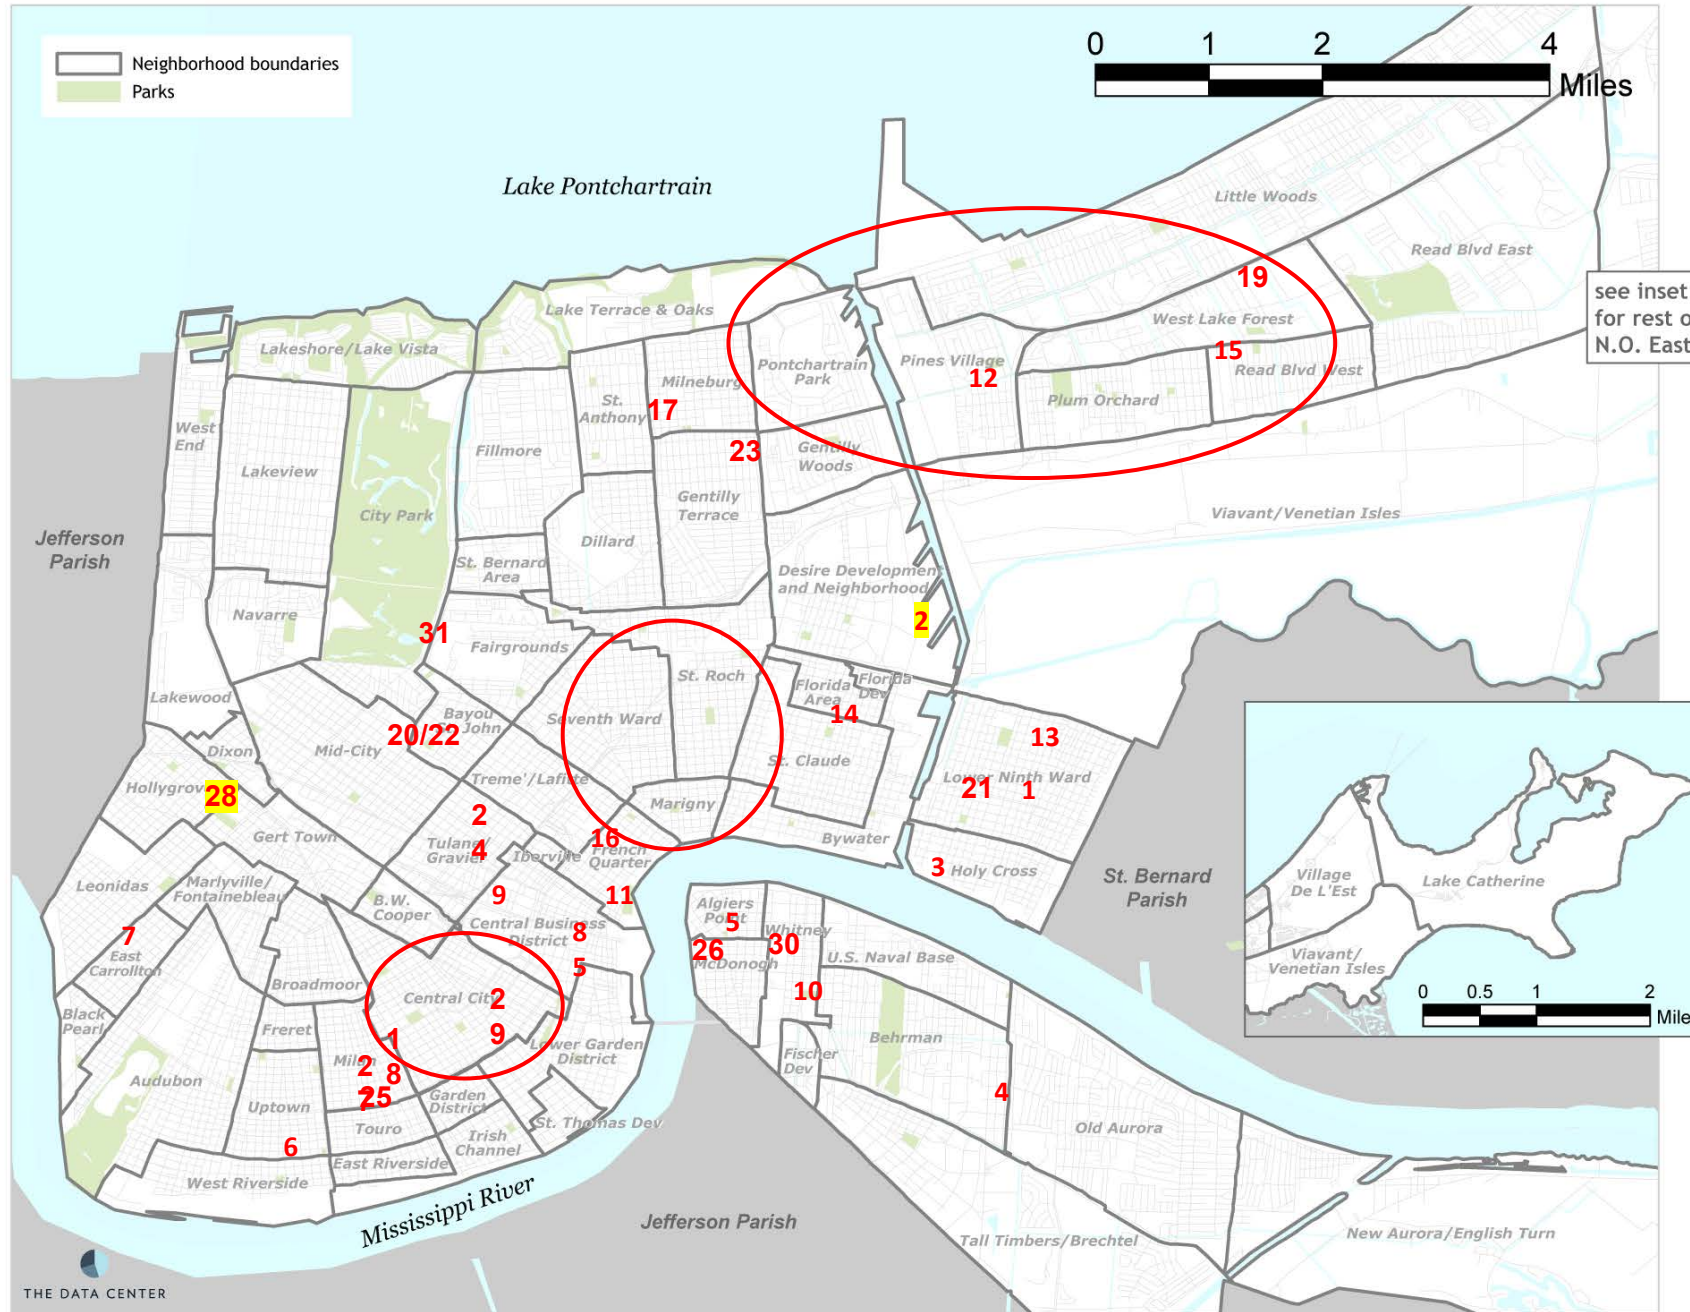 0 1 2 4
Miles
Neighborhood boundaries
Parks
Lake Pontchartrain
Little Woods
Read Blvd East
see inset
for rest o
N.O. East
19
West Lake Forest
15
Read Blvd West
Lake Terrace & Oaks
Lakeshore/Lake Vista
Pontchartrain
Park
Pines Village
12
Plum Orchard
Milneburg
17
St.
Anthony
23
Gentilly
Woods
West
End
Lakeview
Fillmore
City Park
Gentilly
Terrace
Viavant/Venetian Isles
Jefferson
Parish
Dillard
St. Bernard
Area
Desire Development
and Neighborhood
2
Navarre
31
Fairgrounds
St. Roch
Florida
Area
Florida
Dev
14
Lakewood
Bayou
St. John
20/22
Seventh Ward
13
Dixon
Mid-City
St. Claude
Lower Ninth Ward
21
1
Hollygrove
28
Treme'/Lafitte
Marigny
2
Tulane/
Gravier
4
Iberville
16
French
Quarter
Bywater
Gert Town
3
Holy Cross
St. Bernard
Parish
Leonidas
Marlyville/
Fontainebleau
B.W.
Cooper
9
11
Central Business
District
8
5
Algiers
Point
5
Whitney
26
McDonogh
30
U.S. Naval Base
10
7
East
Carrollton
Broadmoor
Central City
2
9
Black
Pearl
Freret
1
Milan
2
8
7
25
Lower Garden
District
Fischer
Dev
Behrman
4
Audubon
Uptown
Garden
District
Touro
St. Thomas Dev
Irish
Channel
6
East Riverside
West Riverside
Old Aurora
Mississippi River
Jefferson Parish
Tall Timbers/Brechtel
New Aurora/English Turn
Village
De L'Est
Lake Catherine
Viavant/
Venetian Isles
0 0.5 1 2
Mile
THE DATA CENTER